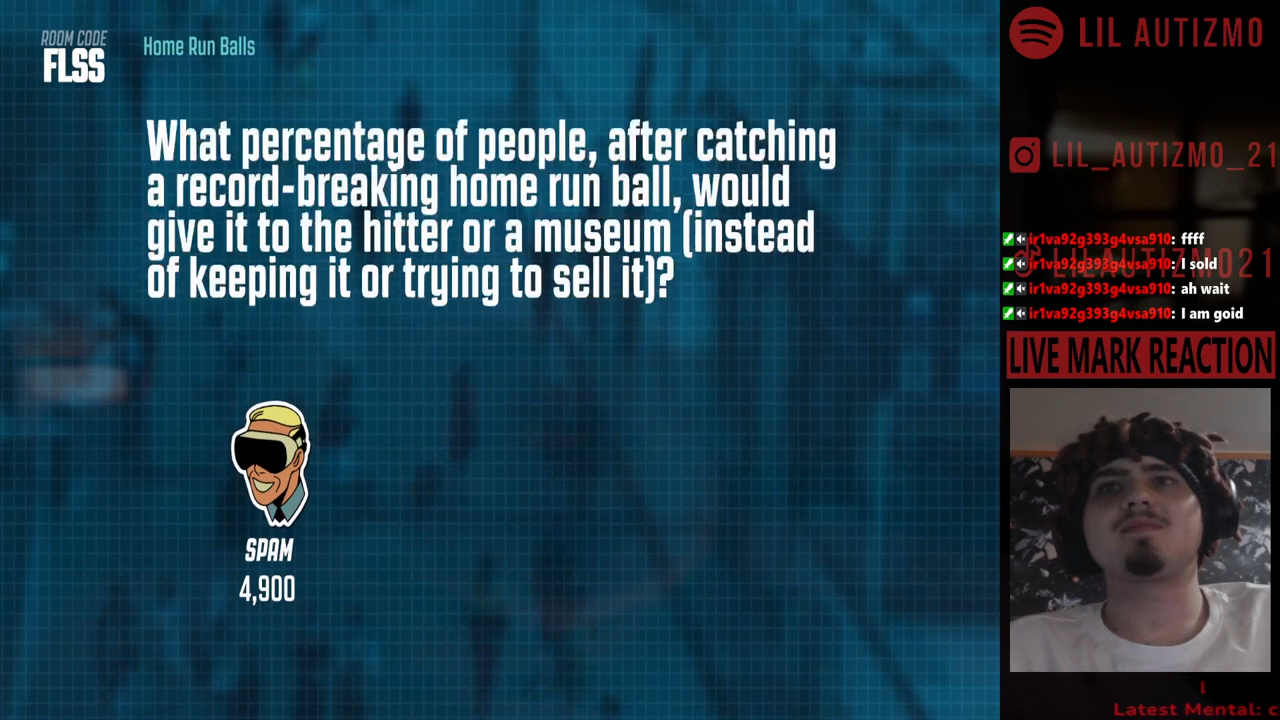 ROOM CODE
FLSS
Home Run Balls
What percentage of people, after catching
a record-breaking home run ball, would
give it to the hitter or a museum (instead
of keeping it or trying to sell it)?
SPAM
4,900
LIL AUTIZMO
LIL_AUTIZMO_21
LILAUTIZMO21
ir1va92g393g4vsa910: ffff
ir1va92g393g4vsa910: I sold
ir1va92g393g4vsa910: ah wait
ir1va92g393g4vsa910: I am goid
LIVE MARK REACTION
Latest Mental: c